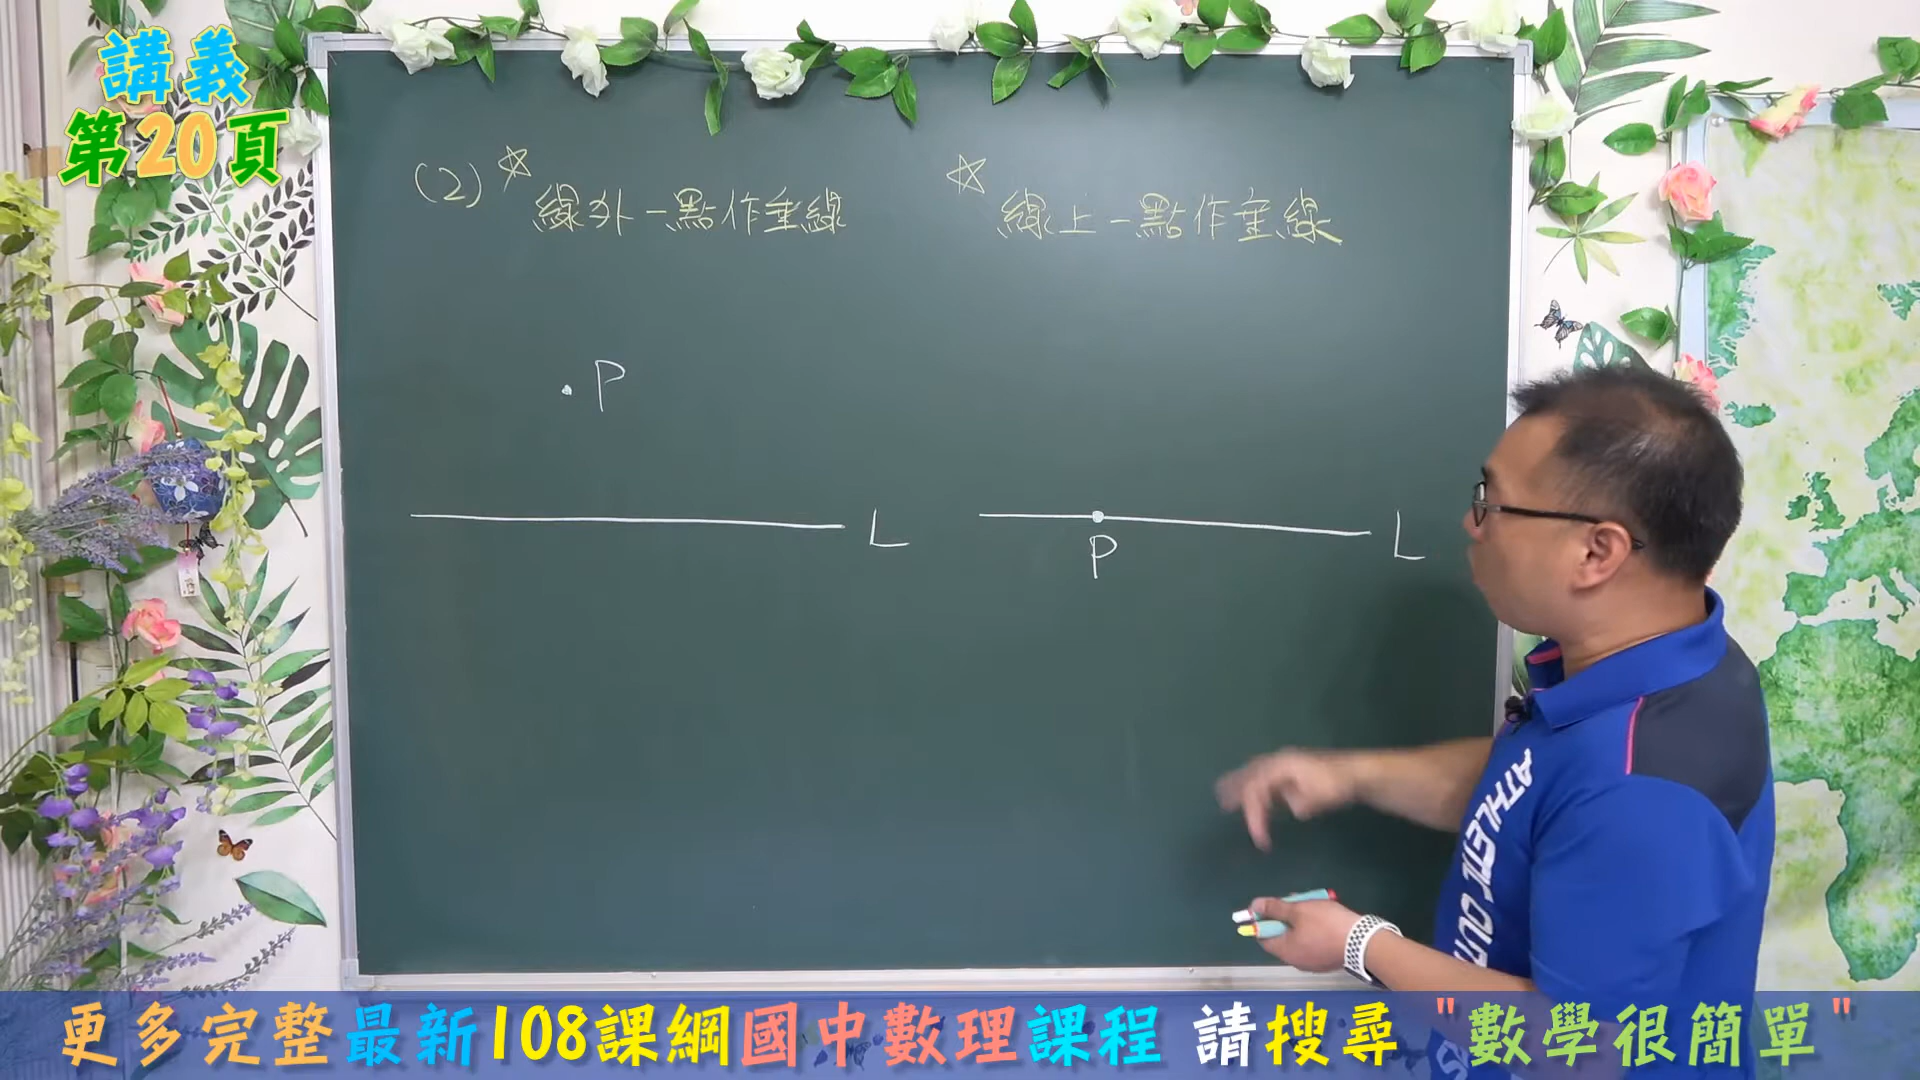 講義
第20頁
(2) ☆ 線外一點作垂線
☆ 線上一點作垂線
P
L
P
L
ATHLETIC OUT
更多完整最新108課綱國中數理課程 請搜尋 "數學很簡單"